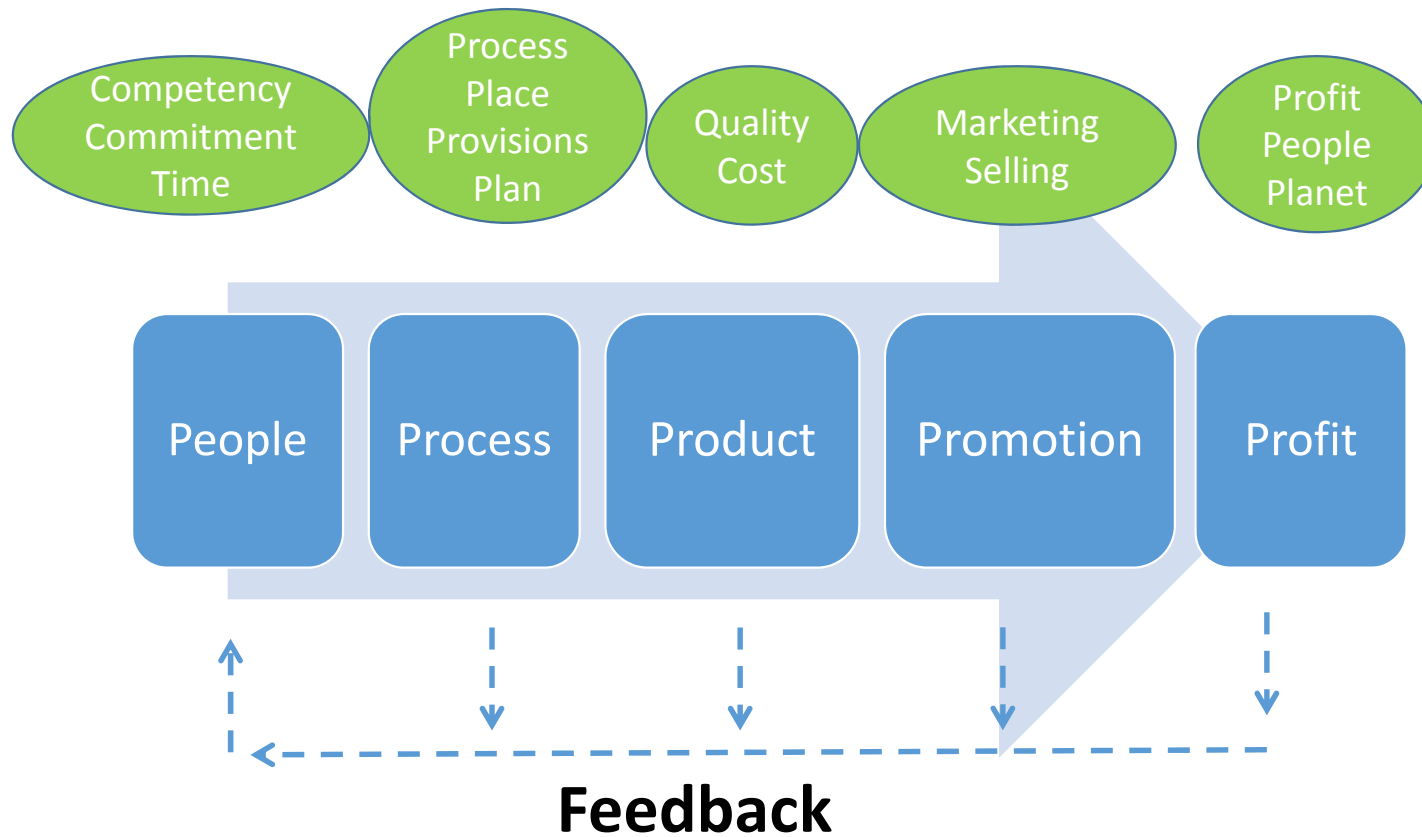 Competency
Commitment
Time
Process
Place
Provisions
Plan
Quality
Cost
Marketing
Selling
Profit
People
Planet
People
Process
Product
Promotion
Profit
Feedback